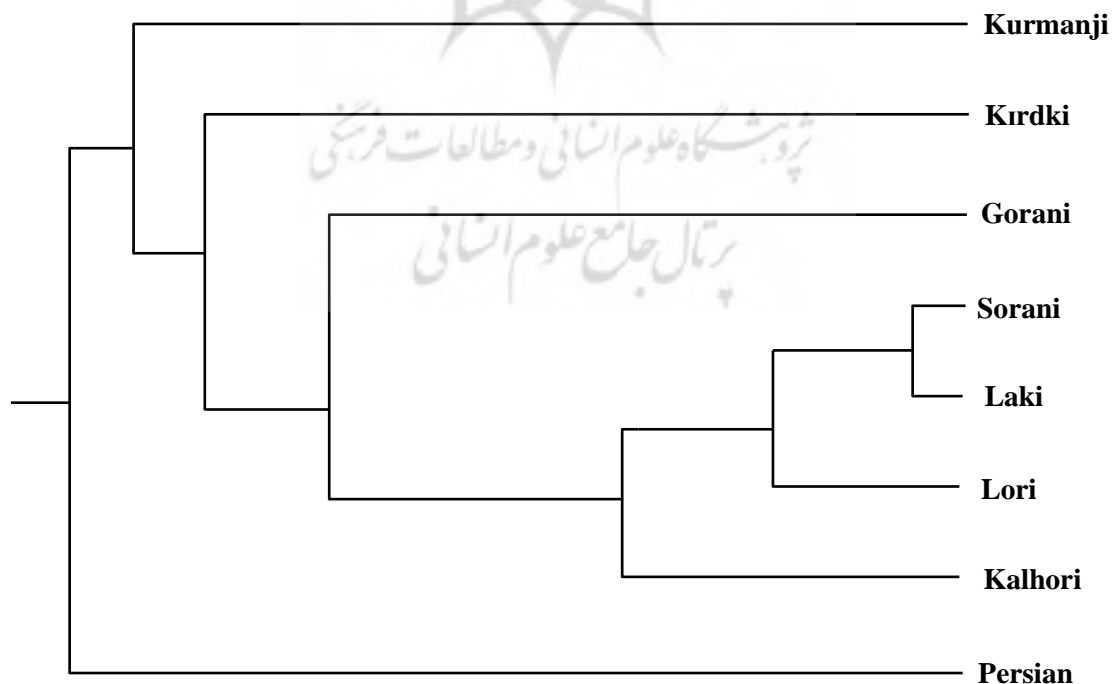 Kurmanji
Kırdki
پژوهشگاه علوم انسانی و مطالعات فرهنگی
Gorani
پرتال جامع علوم انسانی
Sorani
Laki
Lori
Kalhori
Persian